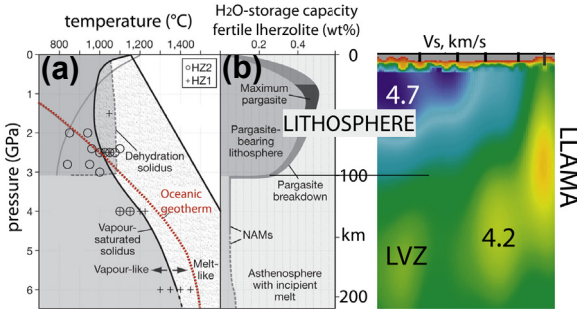 temperature (°C)
800
1,000
1,200
1,400
(a)
HZ2
HZ1
pressure (GPa)
0
1
2
3
4
5
6
Dehydration
solidus
Oceanic
geotherm
Vapour-
saturated
solidus
Vapour-like
Melt-
like
H2O-storage capacity
fertile lherzolite (wt%)
0
0.4
(b)
Maximum
pargasite
LITHOSPHERE
Pargasite-
bearing
lithosphere
Pargasite
breakdown
NAMs
Asthenosphere
with incipient
melt
0
100
km
200
Vs, km/s
4.7
4.2
LVZ
LLAMA